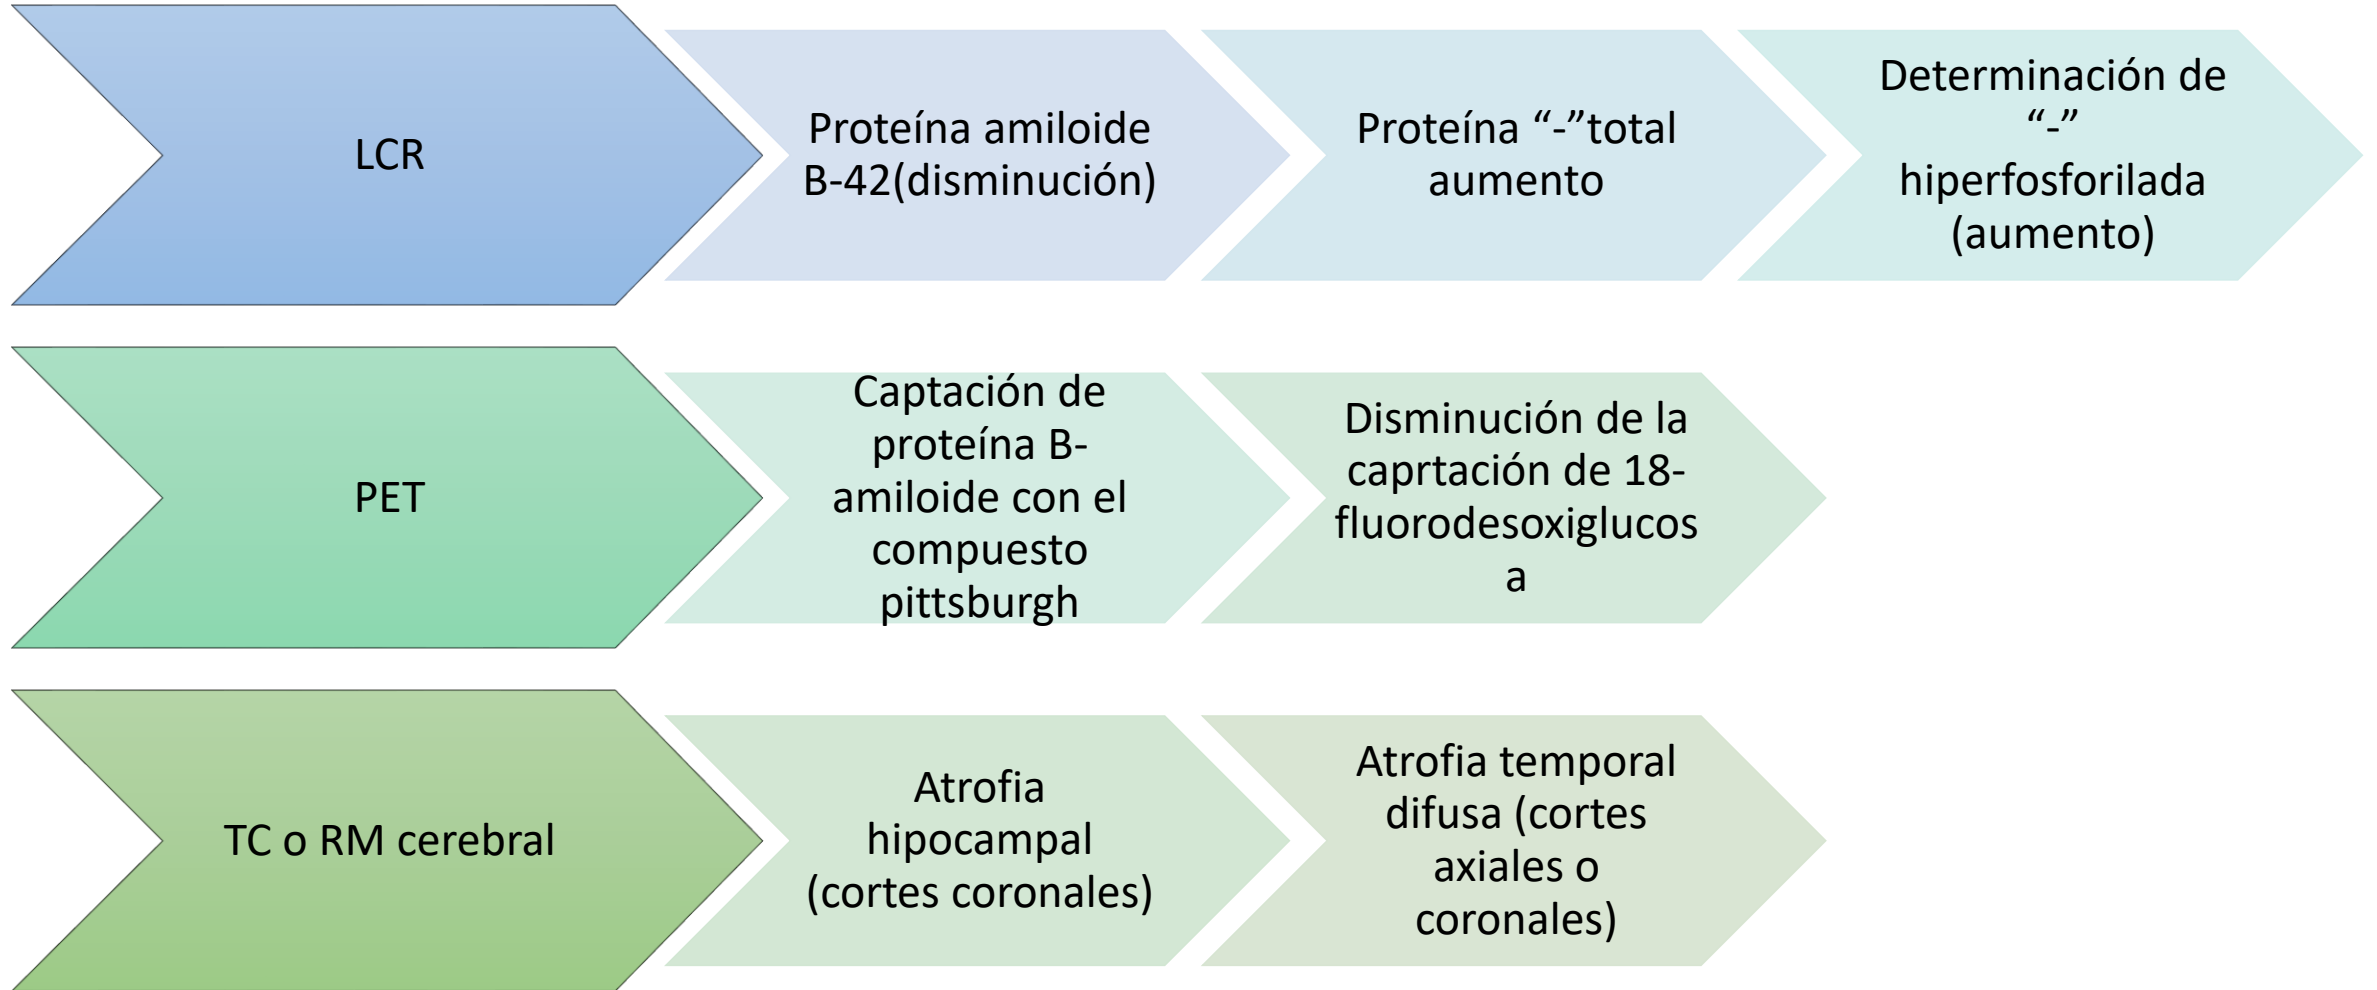 LCR
Proteína amiloide
B-42(disminución)
Proteína “-”total
aumento
Determinación de
“-”
hiperfosforilada
(aumento)
PET
Captación de
proteína B-
amiloide con el
compuesto
pittsburgh
Disminución de la
caprtación de 18-
fluorodesoxiglucos
a
TC o RM cerebral
Atrofia
hipocampal
(cortes coronales)
Atrofia temporal
difusa (cortes
axiales o
coronales)